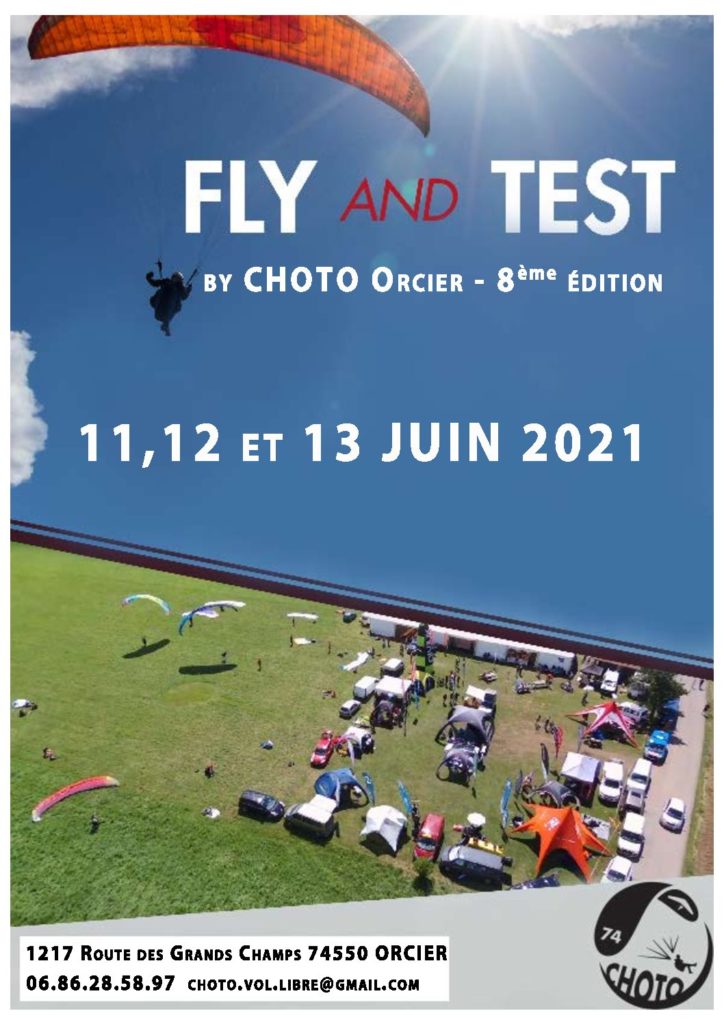 FLY AND TEST
BY CHOTO ORCIER - 8ème ÉDITION
11,12 ET 13 JUIN 2021
1217 ROUTE DES GRANDS CHAMPS 74550 ORCIER
06.86.28.58.97 CHOTO.VOL.LIBRE@GMAIL.COM
74
CHOTO